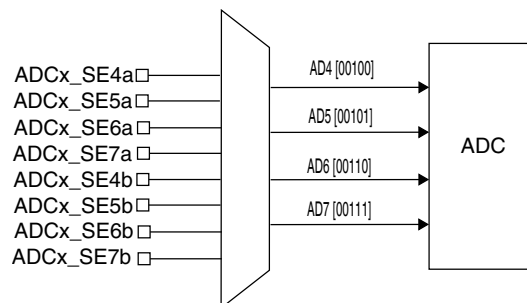 ADCx_SE4a
ADCx_SE5a
ADCx_SE6a
ADCx_SE7a
ADCx_SE4b
ADCx_SE5b
ADCx_SE6b
ADCx_SE7b
AD4 [00100]
AD5 [00101]
AD6 [00110]
AD7 [00111]
ADC